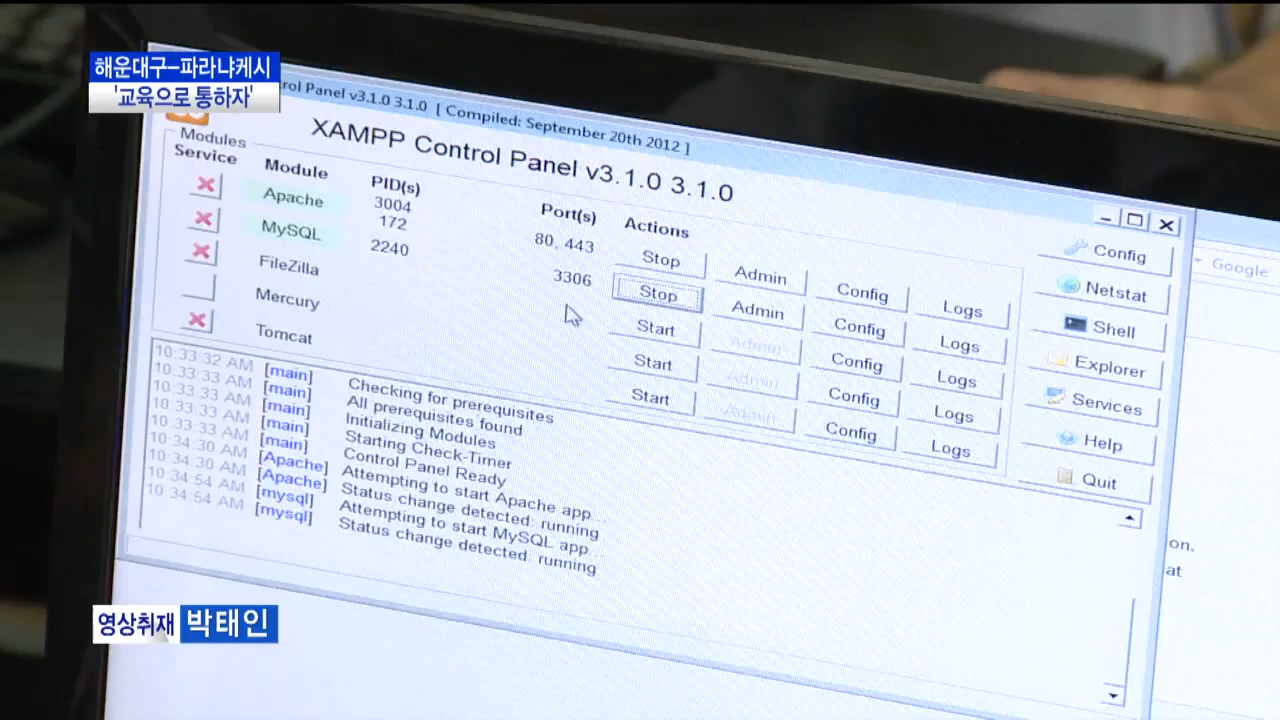 해운대구-파라냐케시
'교육으로 통하자'
rol Panel v3.1.0 3.1.0 [ Compiled: September 20th 2012 ]
XAMPP Control Panel v3.1.0 3.1.0
Modules
Service Module PID(s) Port(s) Actions
Apache 3004 172 80, 443 Stop Admin Config Logs
MySQL 2240 3306 Stop Admin Config Logs
FileZilla Start Admin Config Logs
Mercury Start Admin Config Logs
Tomcat Start Admin Config Logs
Config
Netstat
Shell
Explorer
Services
Help
Quit
Google
10:33:32 AM [main] Checking for prerequisites
10:33:33 AM [main] All prerequisites found
10:33:33 AM [main] Initializing Modules
10:33:33 AM [main] Starting Check-Timer
10:33:33 AM [main] Control Panel Ready
10:34:30 AM [Apache] Attempting to start Apache app...
10:34:30 AM [Apache] Status change detected: running
10:34:54 AM [mysql] Attempting to start MySQL app...
10:34:54 AM [mysql] Status change detected: running
on.
at
영상취재 박태인